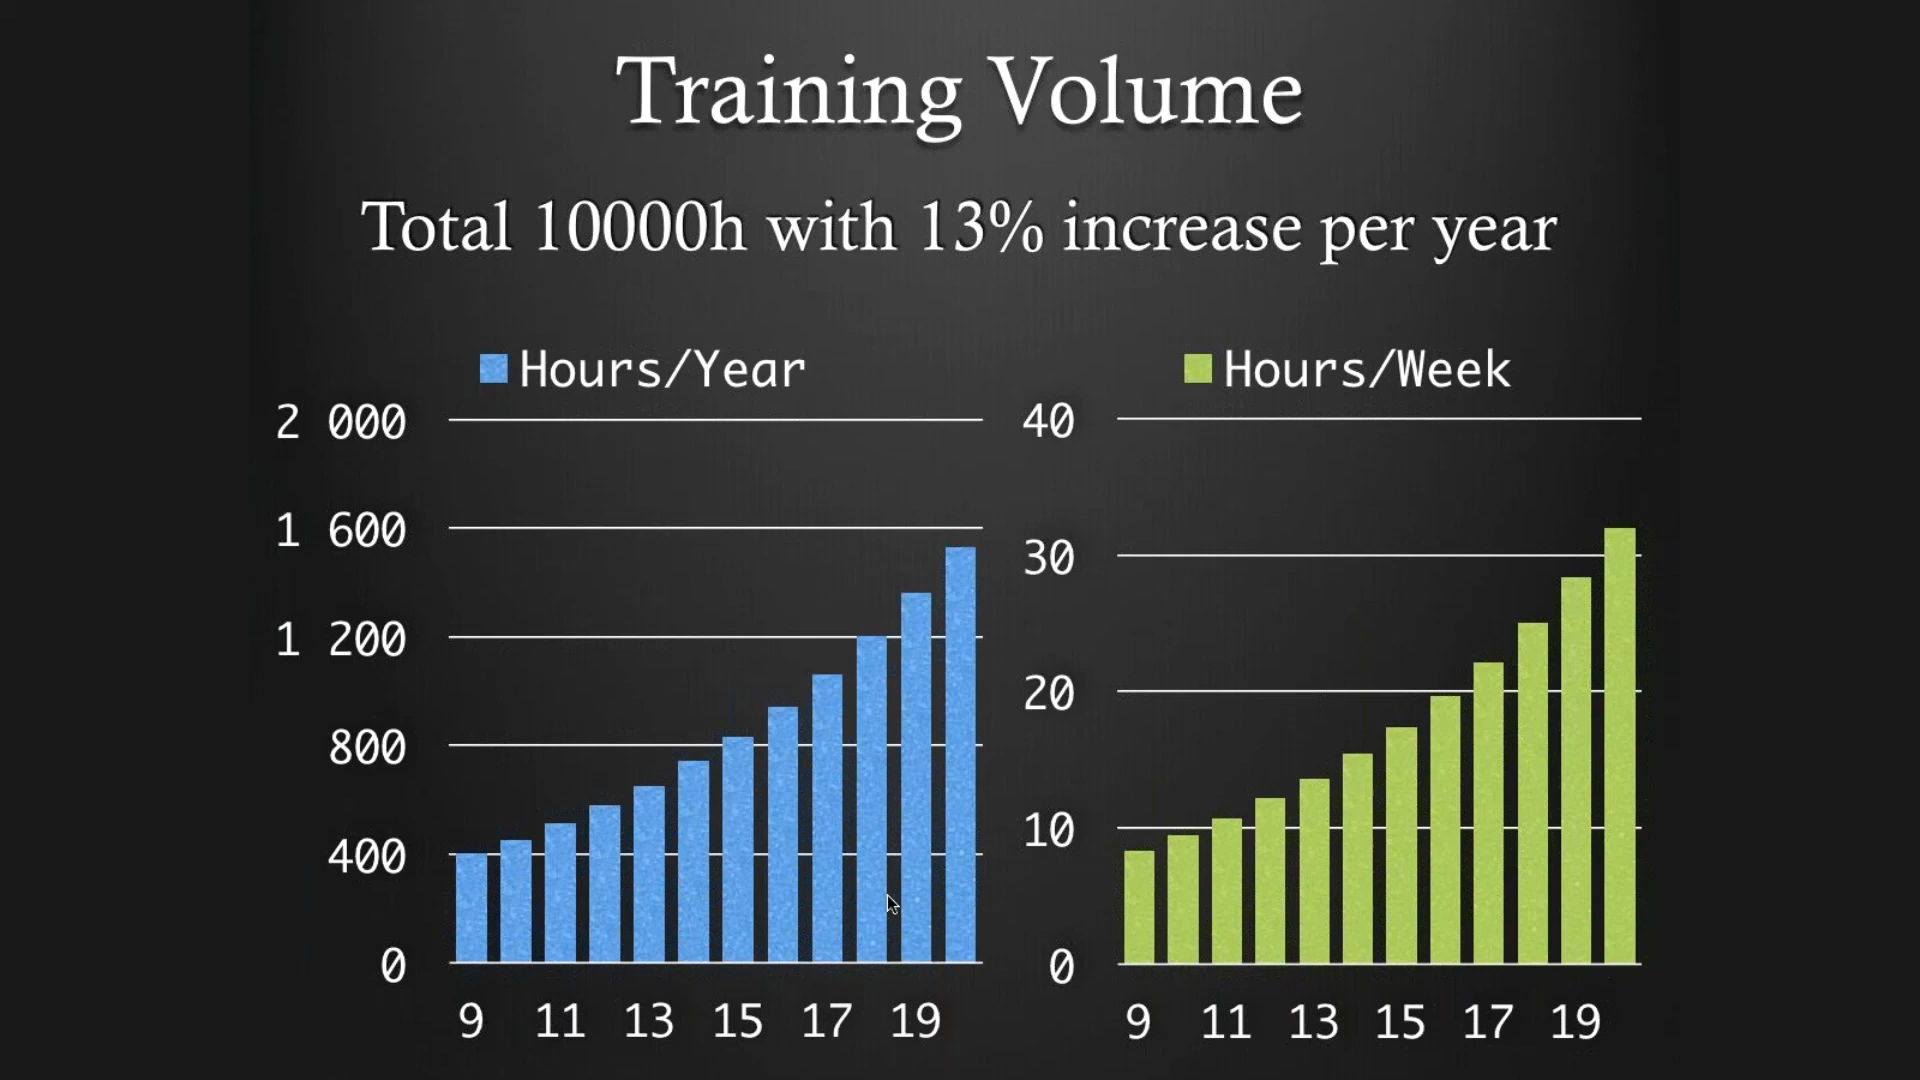 Training Volume
Total 10000h with 13% increase per year
Hours/Year
2 000
1 600
1 200
800
400
0
9 11 13 15 17 19
Hours/Week
40
30
20
10
0
9 11 13 15 17 19